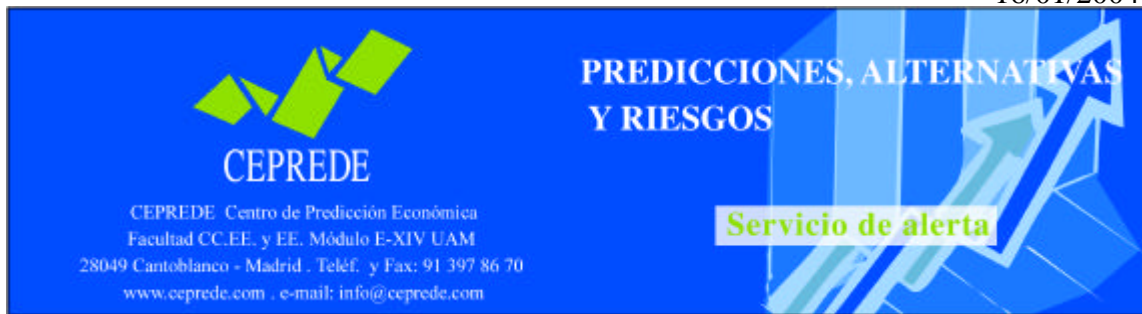 CEPREDE
CEPREDE Centro de Predicción Económica
Facultad CC.EE. y EE. Módulo E-XIV UAM
28049 Cantoblanco - Madrid . Teléf. y Fax: 91 397 86 70
www.ceprede.com . e-mail: info@ceprede.com
PREDICCIONES, ALTERNATIVAS
Y RIESGOS
Servicio de alerta